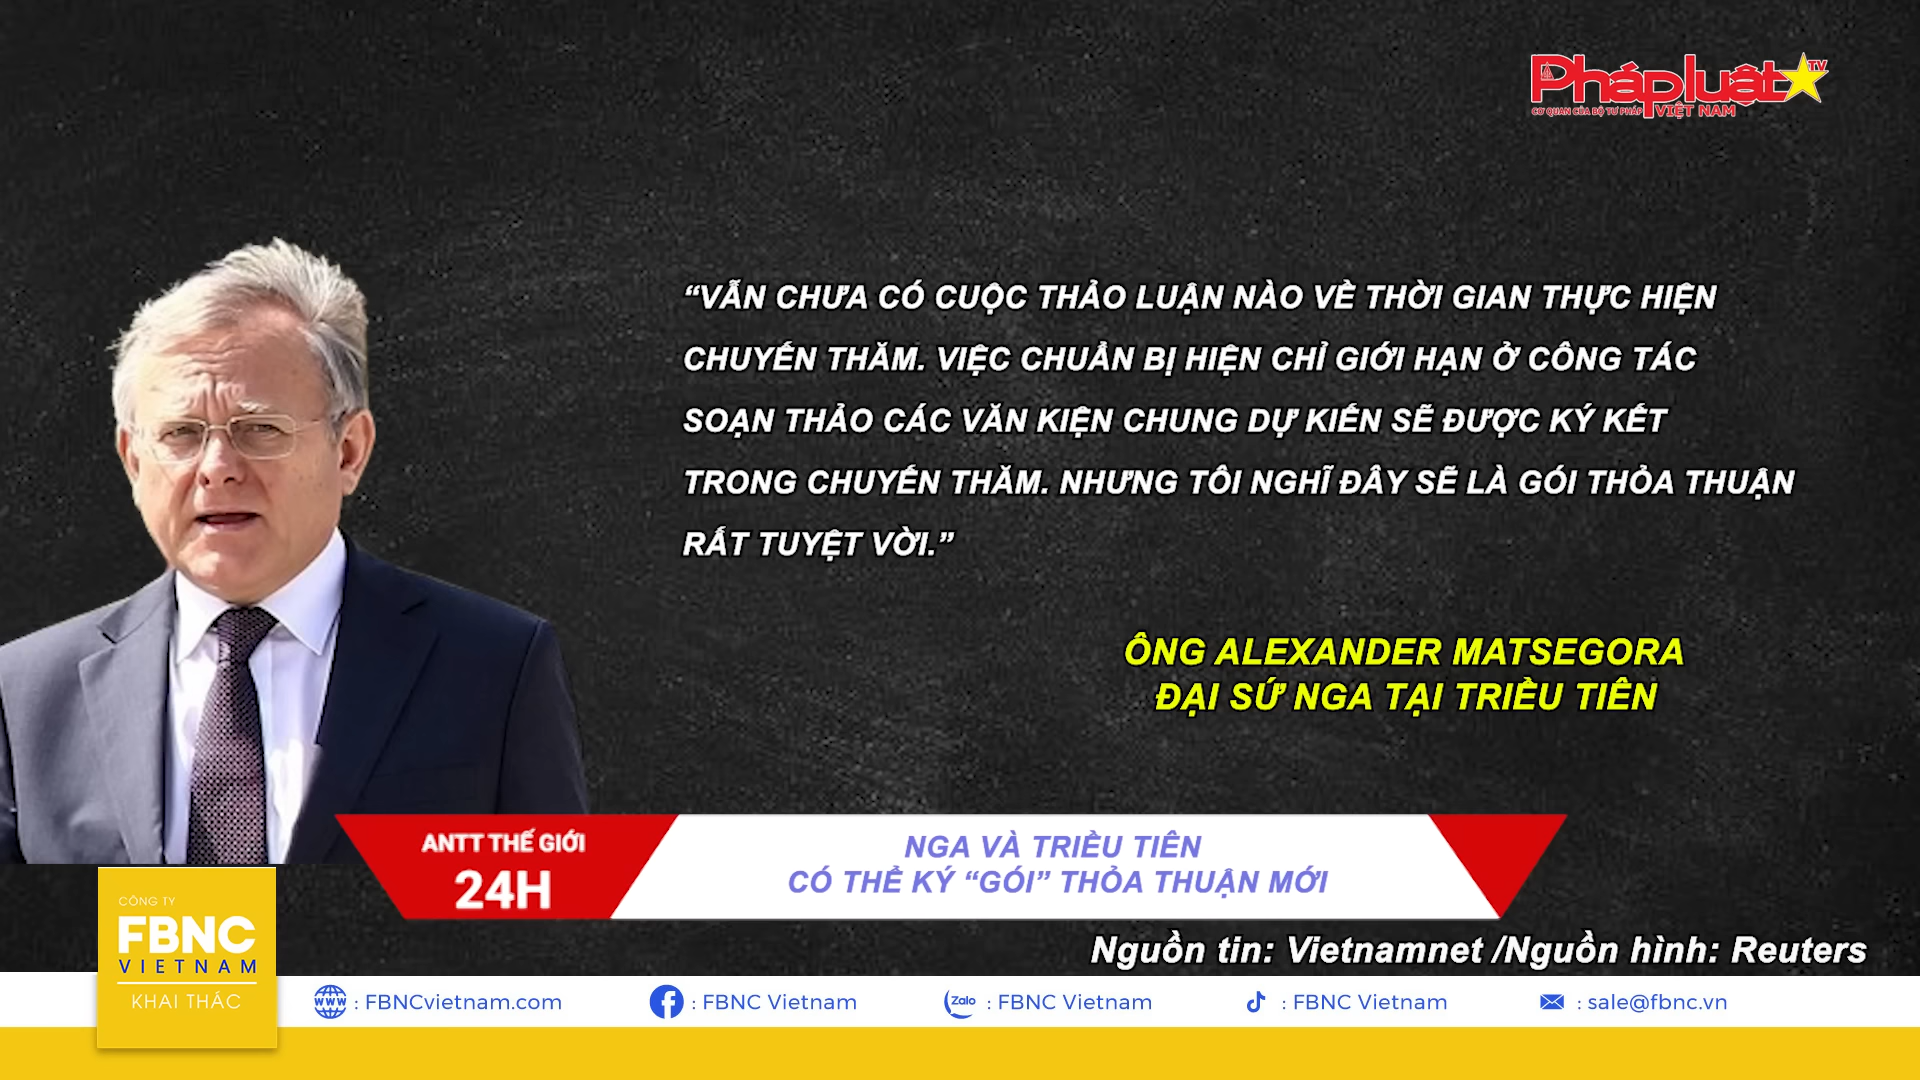 Pháp luật TV
CƠ QUAN CỦA BỘ TƯ PHÁP VIỆT NAM
“VẪN CHƯA CÓ CUỘC THẢO LUẬN NÀO VỀ THỜI GIAN THỰC HIỆN
CHUYẾN THĂM. VIỆC CHUẨN BỊ HIỆN CHỈ GIỚI HẠN Ở CÔNG TÁC
SOẠN THẢO CÁC VĂN KIỆN CHUNG DỰ KIẾN SẼ ĐƯỢC KÝ KẾT
TRONG CHUYẾN THĂM. NHƯNG TÔI NGHĨ ĐÂY SẼ LÀ GÓI THỎA THUẬN
RẤT TUYỆT VỜI.”
ÔNG ALEXANDER MATSEGORA
ĐẠI SỨ NGA TẠI TRIỀU TIÊN
ANTT THẾ GIỚI
24H
NGA VÀ TRIỀU TIÊN
CÓ THỂ KÝ “GÓI” THỎA THUẬN MỚI
Nguồn tin: Vietnamnet /Nguồn hình: Reuters
CÔNG TY
FBNC
VIETNAM
KHAI THÁC
www : FBNCvietnam.com
: FBNC Vietnam
Zalo : FBNC Vietnam
: FBNC Vietnam
: sale@fbnc.vn